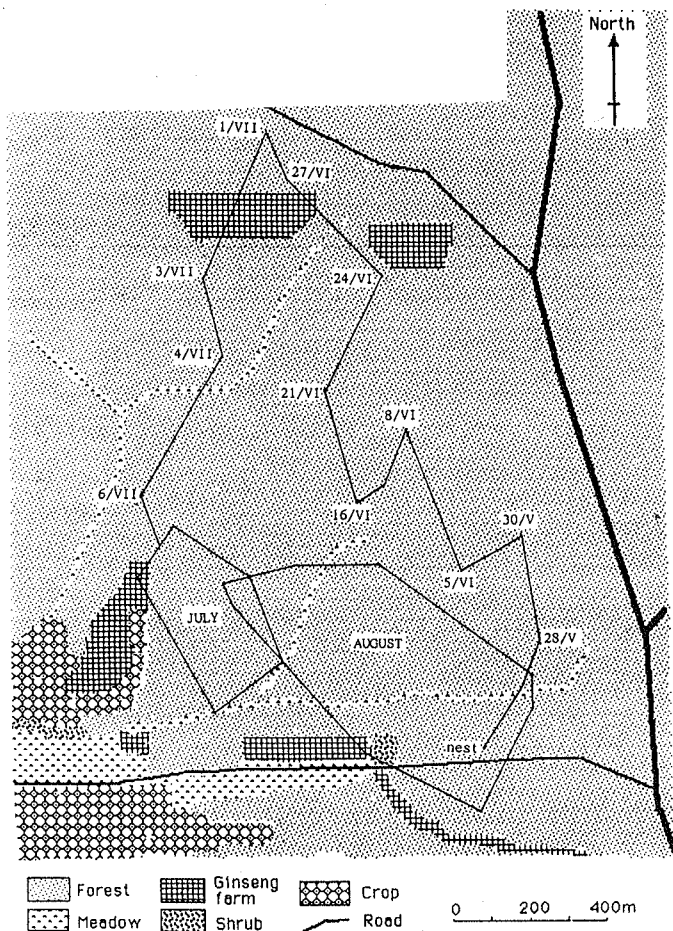 North
1/VII
27/VI
3/VII
24/VI
4/VII
21/VI
8/VI
6/VII
16/VI
30/V
5/VI
JULY
AUGUST
28/V
nest
Forest
Ginseng farm
Crop
Meadow
Shrub
Road
0 200 400m